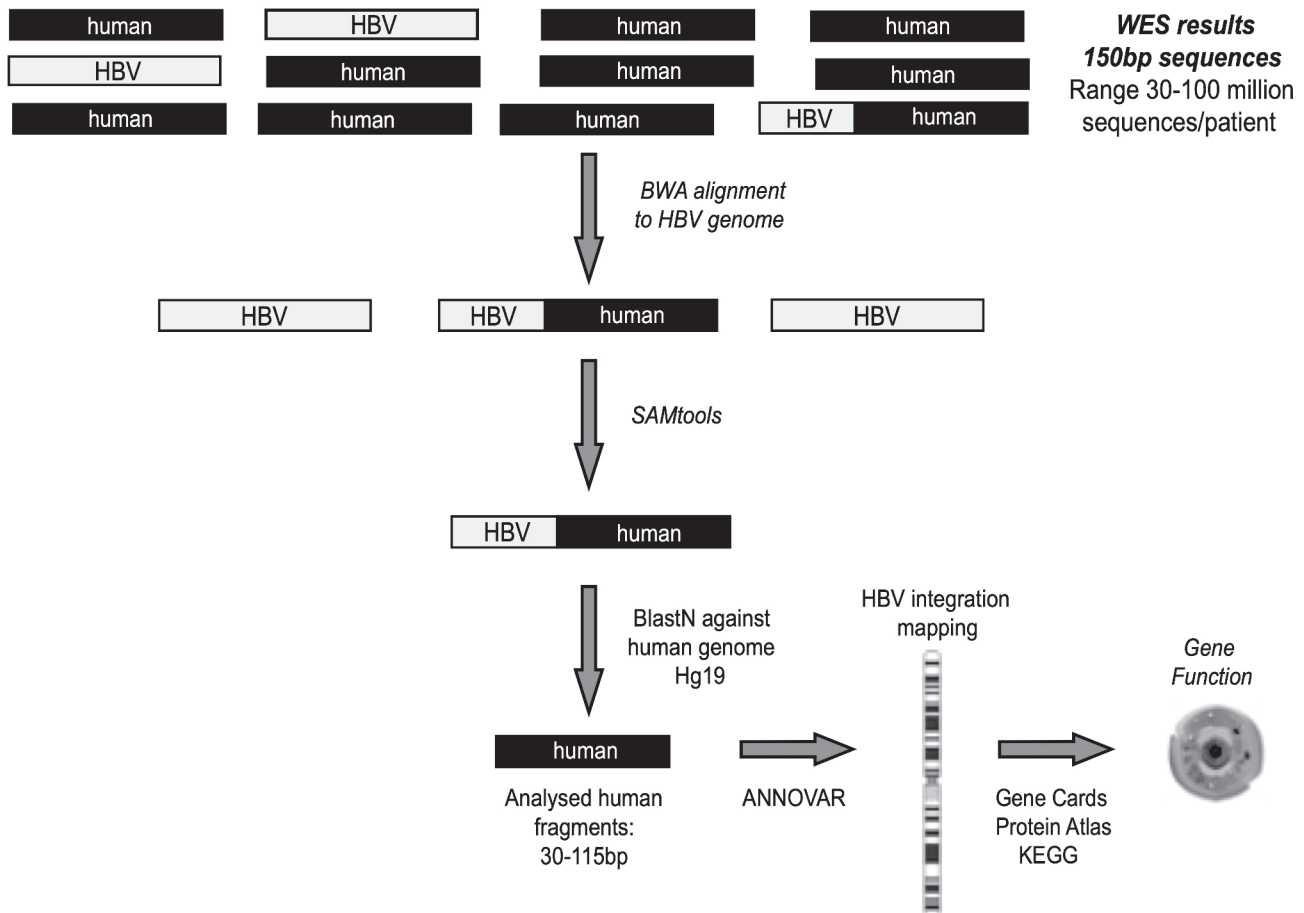 human
HBV
human
human
WES results
HBV
human
human
human
150bp sequences
Range 30-100 million
sequences/patient
human
human
human
HBV
human
BWA alignment
to HBV genome
HBV
HBV
human
HBV
SAMtools
HBV
human
BlastN against
human genome
Hg19
HBV integration
mapping
Gene
Function
human
Analysed human
fragments:
30-115bp
ANNOVAR
Gene Cards
Protein Atlas
KEGG